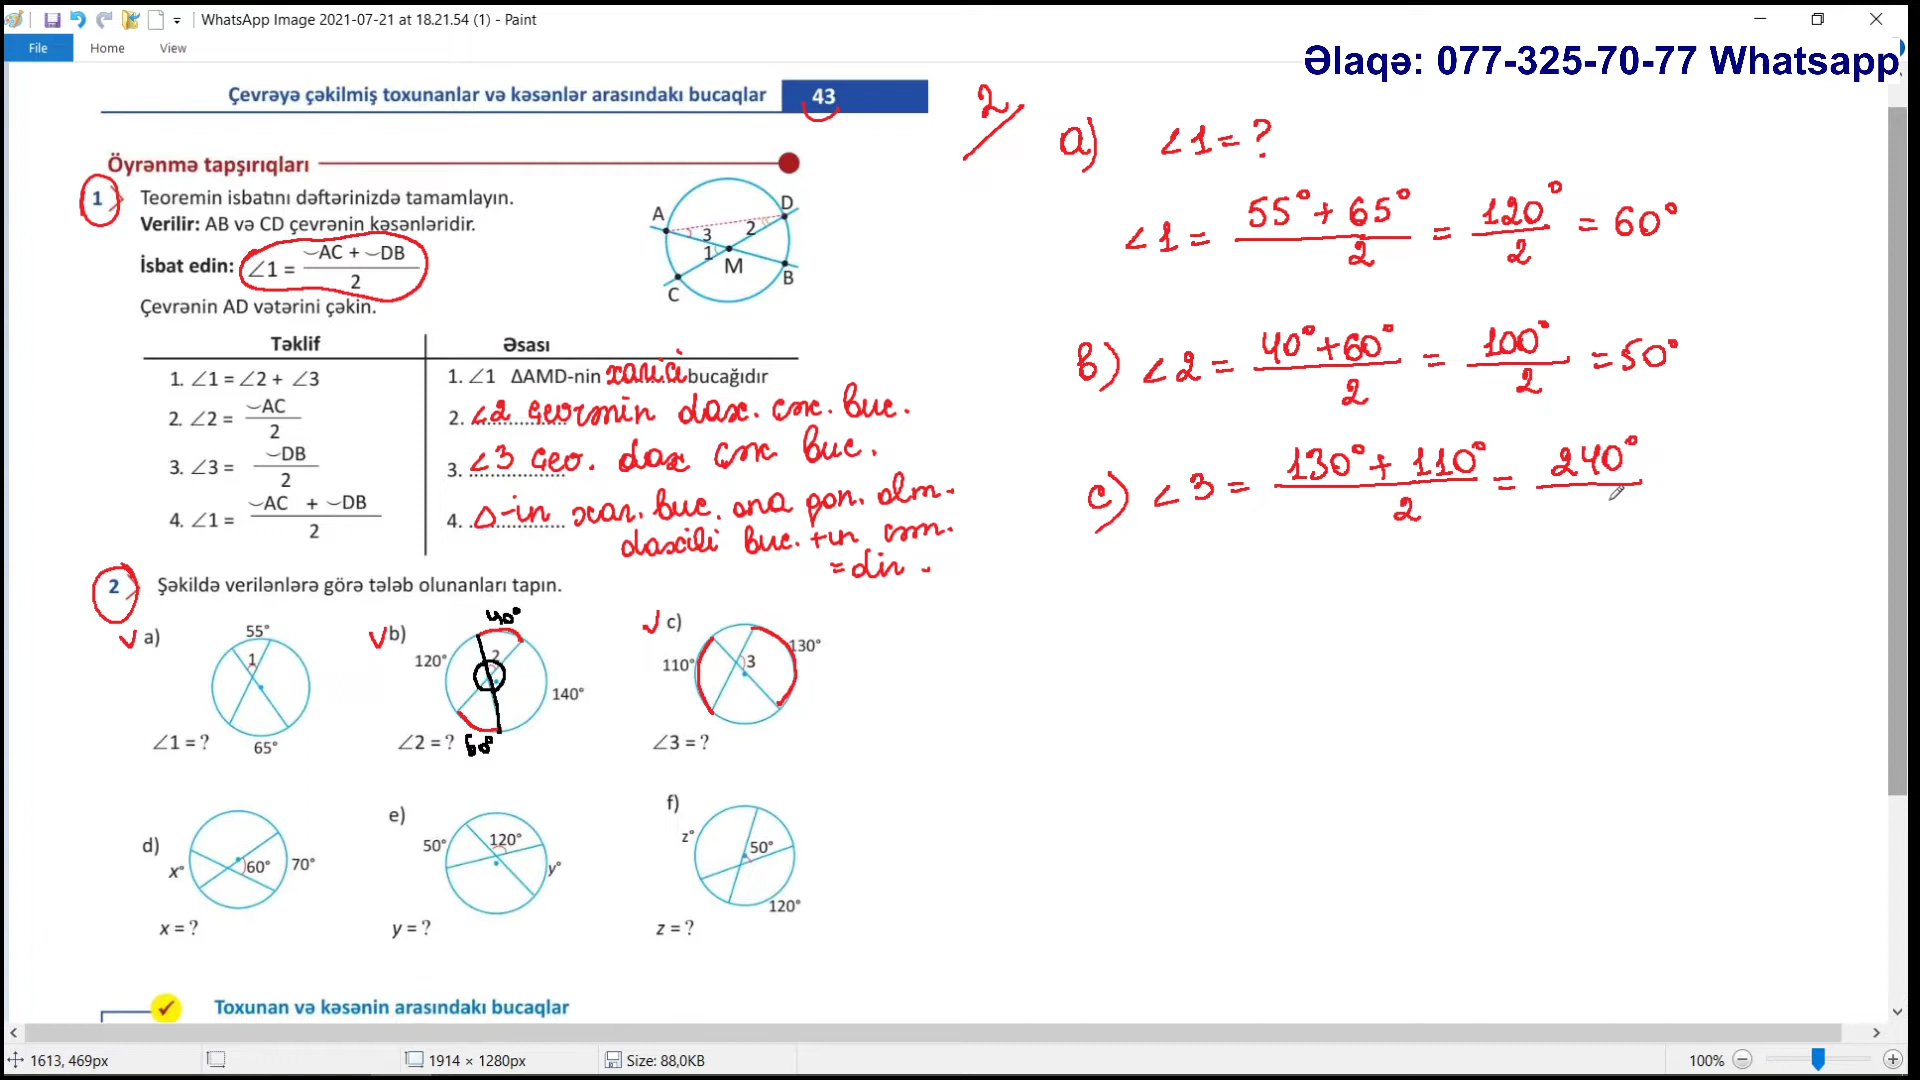 WhatsApp Image 2021-07-21 at 18.21.54 (1) - Paint
File Home View
Əlaqə: 077-325-70-77 Whatsapp
Çevrəyə çəkilmiş toxunanlar və kəsənlər arasındakı bucaqlar 43
Öyrənmə tapşırıqları
1 Teoremin isbatını dəftərinizdə tamamlayın.
Verilir: AB və CD çevrənin kəsənləridir.
İsbat edin: ∠1 = (⌣AC + ⌣DB)/2
Çevrənin AD vətərini çəkin.
A D 3 2 1 M C B
Təklif Əsası
1. ∠1 = ∠2 + ∠3 1. ∠1 ΔAMD-nin xarici bucağıdır
2. ∠2 = ⌣AC/2 2. ∠2 çevrənin dax. çək. buc.
3. ∠3 = ⌣DB/2 3. ∠3 çev. dax çək buc.
4. ∠1 = (⌣AC + ⌣DB)/2 4. Δ-in xar. buc. ona qon. olm.
daxili buc. +ın cəm.
=dir.
2 Şəkildə verilənlərə görə tələb olunanları tapın.
a) 55° 1 65° ∠1 = ?
b) 40° 120° 2 140° 60° ∠2 = ?
c) 110° 130° 3 ∠3 = ?
d) x° 60° 70° x = ?
e) 50° 120° y° y = ?
f) z° 50° 120° z = ?
Toxunan və kəsənin arasındakı bucaqlar
2/ a) ∠1 = ?
∠1 = (55° + 65°)/2 = 120°/2 = 60°
b) ∠2 = (40° + 60°)/2 = 100°/2 = 50°
c) ∠3 = (130° + 110°)/2 = 240°
1613, 469px 1914 × 1280px Size: 88,0KB 100%